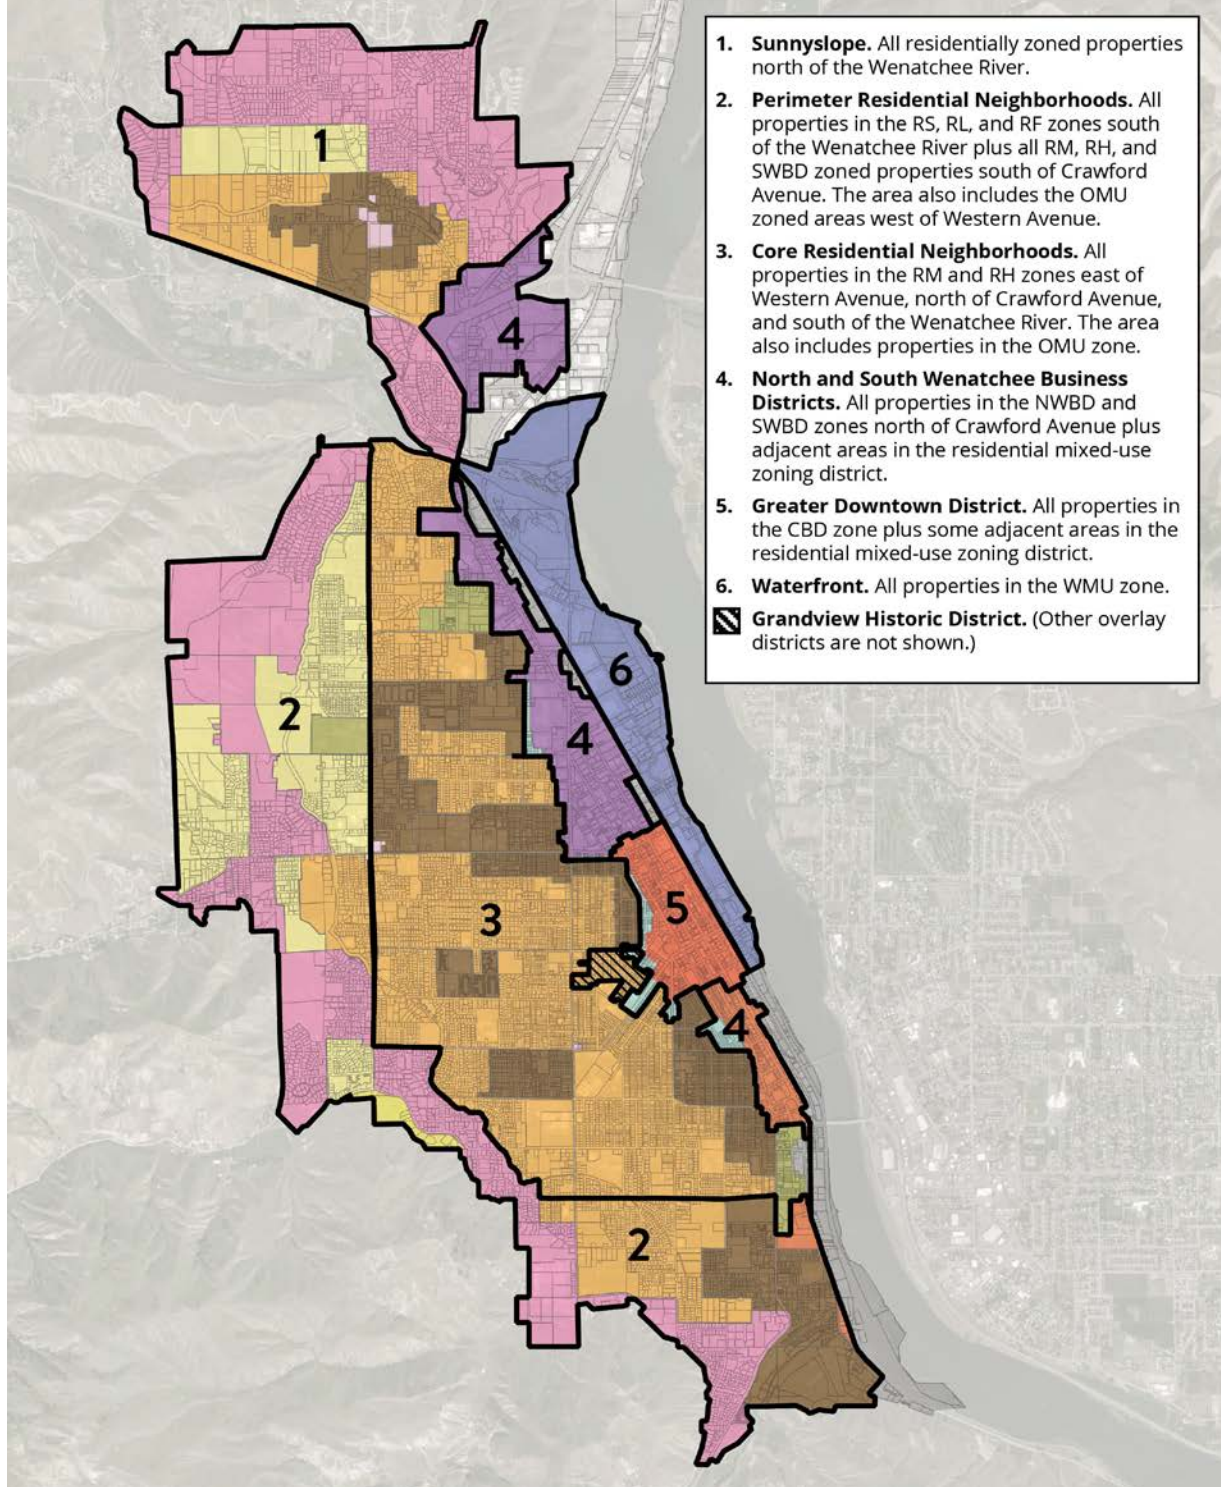 1. Sunnyslope. All residentially zoned properties
north of the Wenatchee River.
2. Perimeter Residential Neighborhoods. All
properties in the RS, RL, and RF zones south
of the Wenatchee River plus all RM, RH, and
SWBD zoned properties south of Crawford
Avenue. The area also includes the OMU
zoned areas west of Western Avenue.
3. Core Residential Neighborhoods. All
properties in the RM and RH zones east of
Western Avenue, north of Crawford Avenue,
and south of the Wenatchee River. The area
also includes properties in the OMU zone.
4. North and South Wenatchee Business
Districts. All properties in the NWBD and
SWBD zones north of Crawford Avenue plus
adjacent areas in the residential mixed-use
zoning district.
5. Greater Downtown District. All properties in
the CBD zone plus some adjacent areas in the
residential mixed-use zoning district.
6. Waterfront. All properties in the WMU zone.
Grandview Historic District. (Other overlay
districts are not shown.)
1
4
6
2
4
3
5
4
2